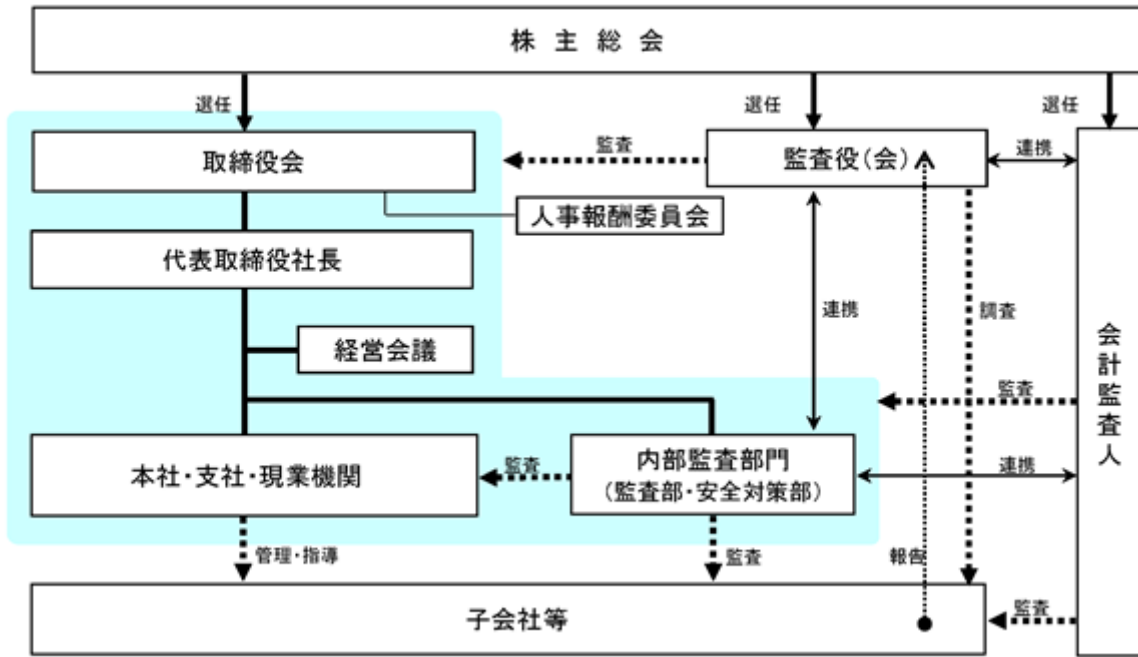 株主総会
選任
選任
選任
取締役会
監査
監査役(会)
連携
人事報酬委員会
代表取締役社長
連携
調査
経営会議
会計監査人
監査
本社・支社・現業機関
監査
内部監査部門
(監査部・安全対策部)
連携
管理・指導
監査
報告
子会社等
監査